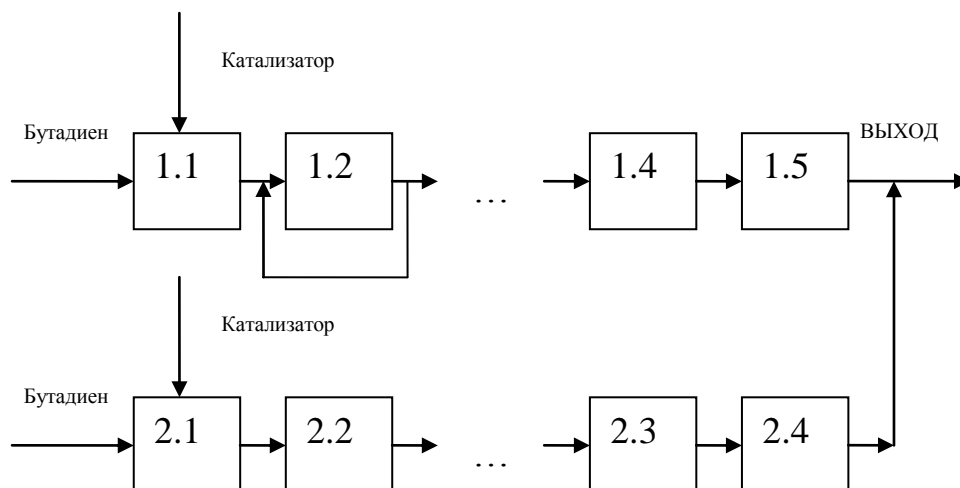 Катализатор
Бутадиен
ВЫХОД
1.1
1.2
...
1.4
1.5
Катализатор
Бутадиен
2.1
2.2
...
2.3
2.4